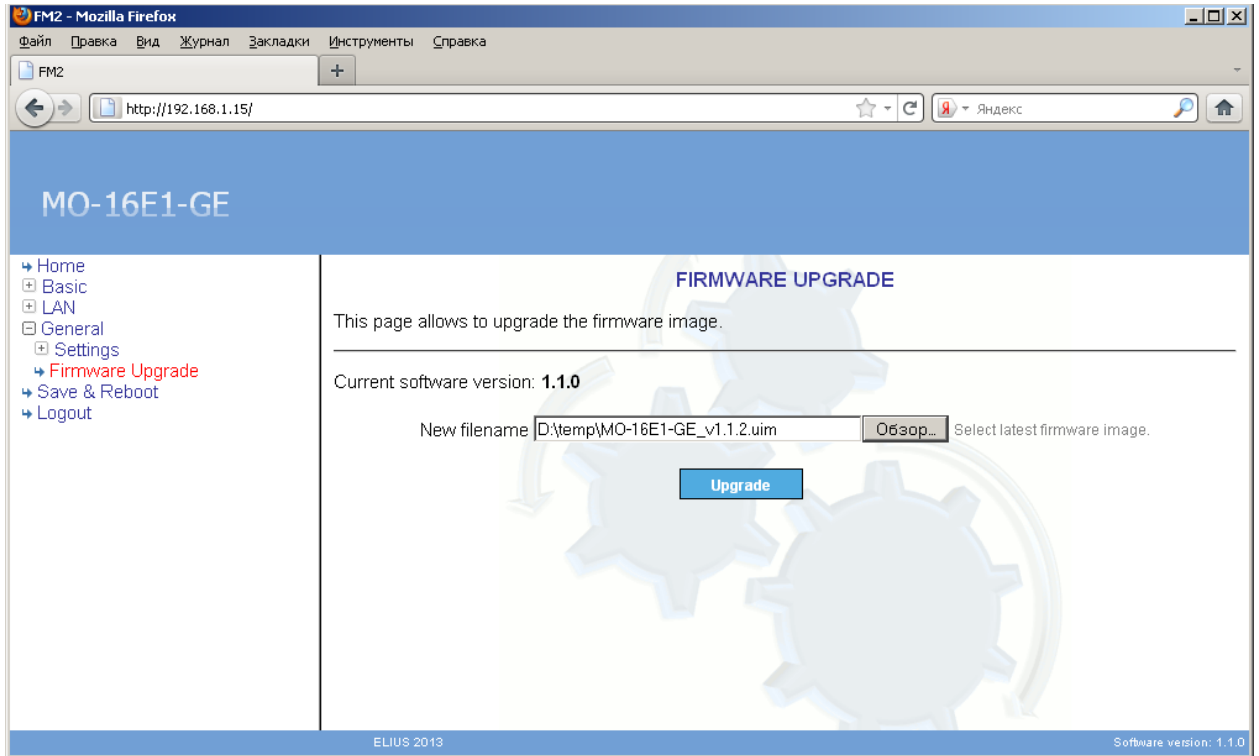 FM2 - Mozilla Firefox
Файл Правка Вид Журнал Закладки Инструменты Справка
FM2
http://192.168.1.15/ Яндекс
MO-16E1-GE
Home
Basic
LAN
General
Settings
Firmware Upgrade
Save & Reboot
Logout
FIRMWARE UPGRADE
This page allows to upgrade the firmware image.
Current software version: 1.1.0
New filename D:\temp\MO-16E1-GE_v1.1.2.uim Обзор... Select latest firmware image.
Upgrade
ELIUS 2013 Software version: 1.1.0